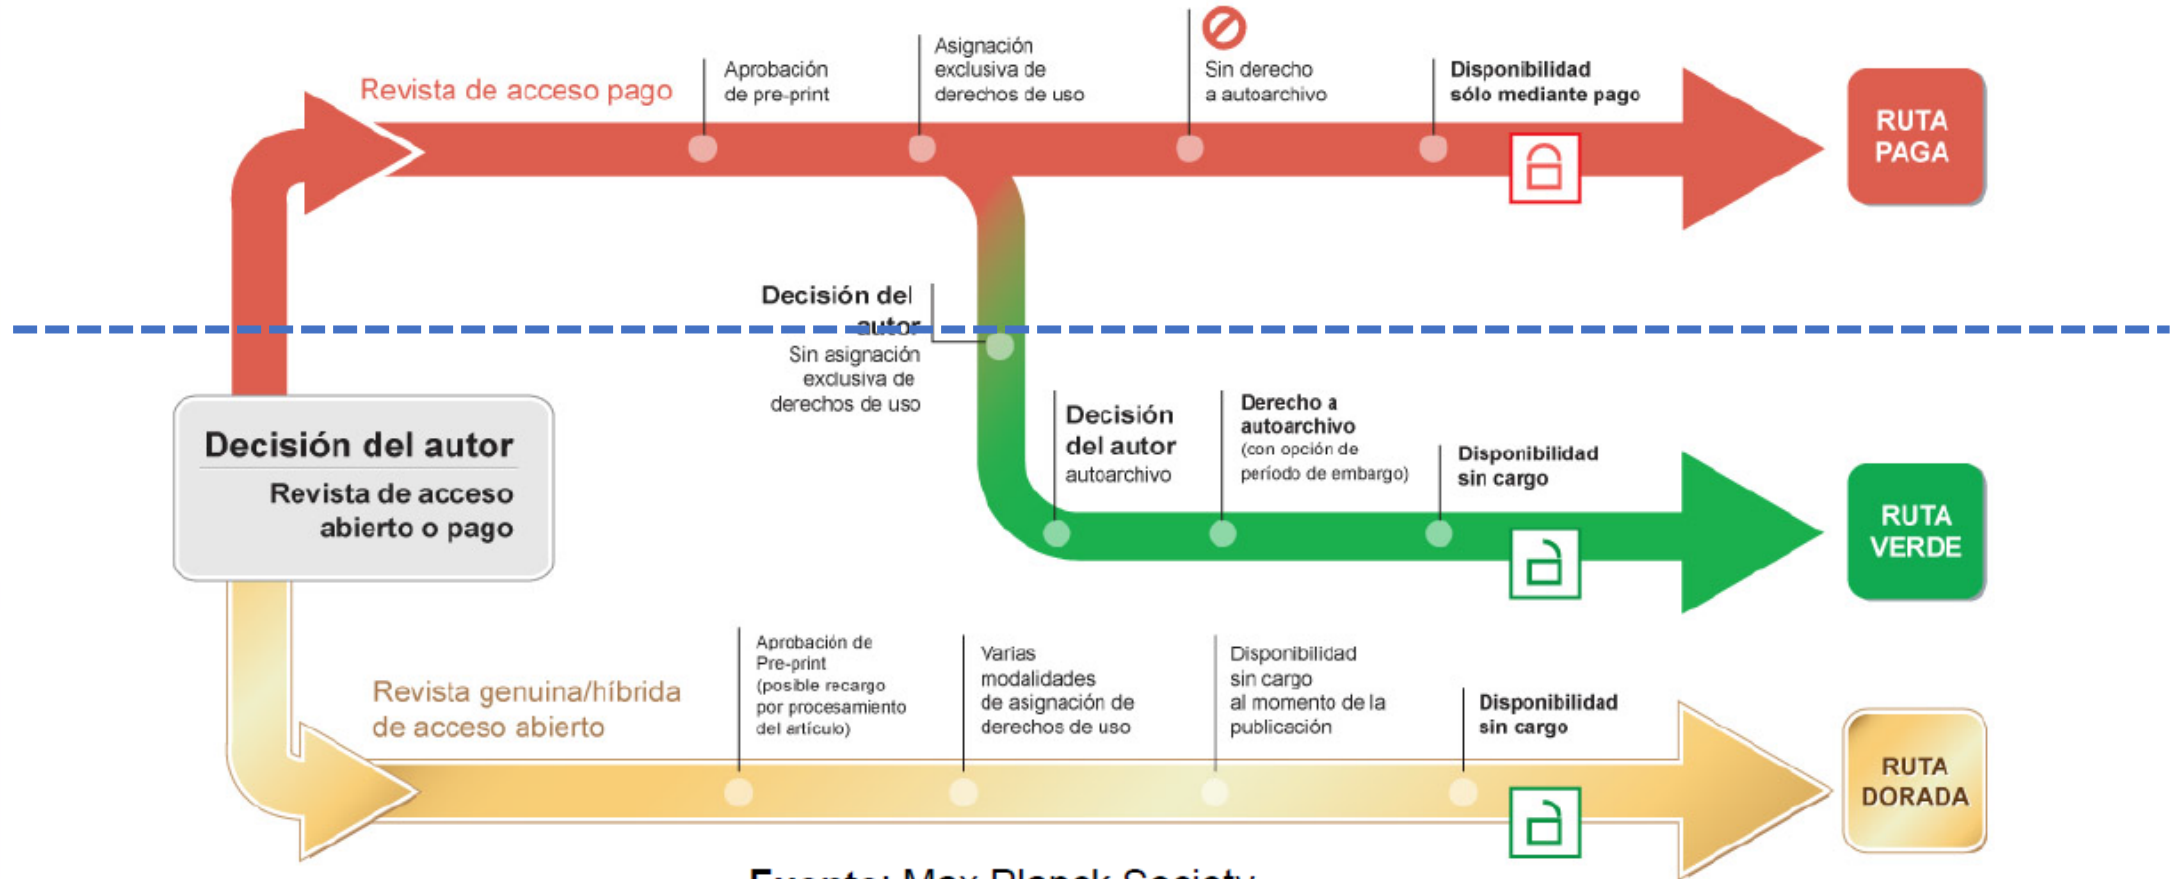 Revista de acceso pago
Aprobación
de pre-print
Asignación
exclusiva de
derechos de uso
Sin derecho
a autoarchivo
Disponibilidad
sólo mediante pago
RUTA
PAGA
Decisión del
autor
Sin asignación
exclusiva de
derechos de uso
Decisión
del autor
autoarchivo
Derecho a
autoarchivo
(con opción de
período de embargo)
Disponibilidad
sin cargo
RUTA
VERDE
Decisión del autor
Revista de acceso
abierto o pago
Revista genuina/híbrida
de acceso abierto
Aprobación de
Pre-print
(posible recargo
por procesamiento
del artículo)
Varias
modalidades
de asignación de
derechos de uso
Disponibilidad
sin cargo
al momento de la
publicación
Disponibilidad
sin cargo
RUTA
DORADA
Fuente: Max Planck Society